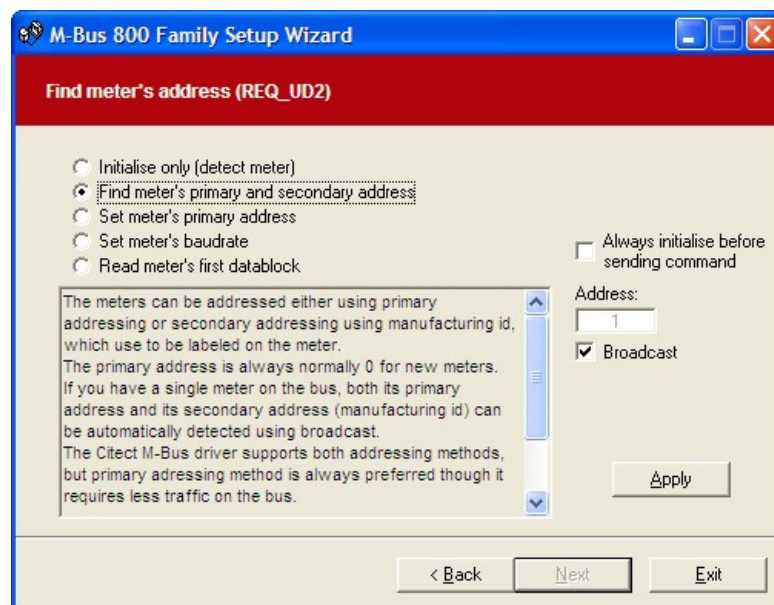 M-Bus 800 Family Setup Wizard
Find meter's address (REQ_UD2)
Initialise only (detect meter)
Find meter's primary and secondary address
Set meter's primary address
Set meter's baudrate
Read meter's first datablock
Always initialise before
sending command
Address:
1
Broadcast
The meters can be addressed either using primary
addressing or secondary addressing using manufacturing id,
which use to be labeled on the meter.
The primary address is always normally 0 for new meters.
If you have a single meter on the bus, both its primary
address and its secondary address (manufacturing id) can
be automatically detected using broadcast.
The Citect M-Bus driver supports both addressing methods,
but primary adressing method is always preferred though it
requires less traffic on the bus.
Apply
< Back
Next
Exit